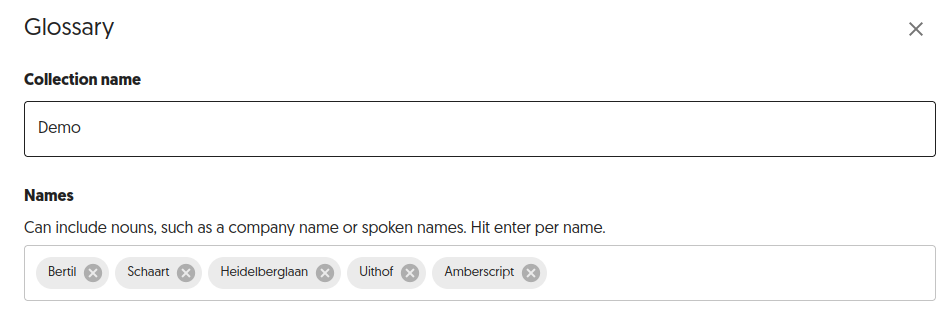 Glossary
Collection name
Demo
Names
Can include nouns, such as a company name or spoken names. Hit enter per name.
Bertil Schaart Heidelberglaan Uithof Amberscript